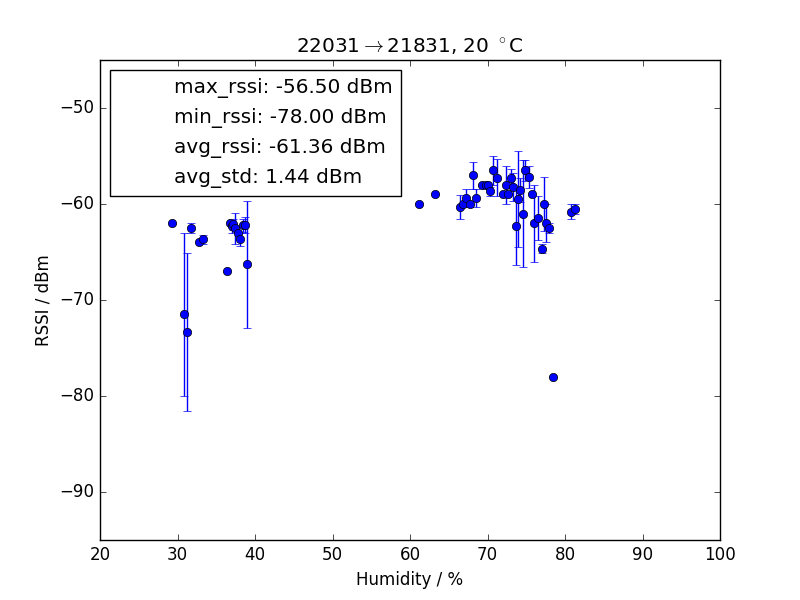 22031→21831, 20 °C
max_rssi: -56.50 dBm
min_rssi: -78.00 dBm
avg_rssi: -61.36 dBm
avg_std: 1.44 dBm
RSSI / dBm
−50
−60
−70
−80
−90
20 30 40 50 60 70 80 90 100
Humidity / %